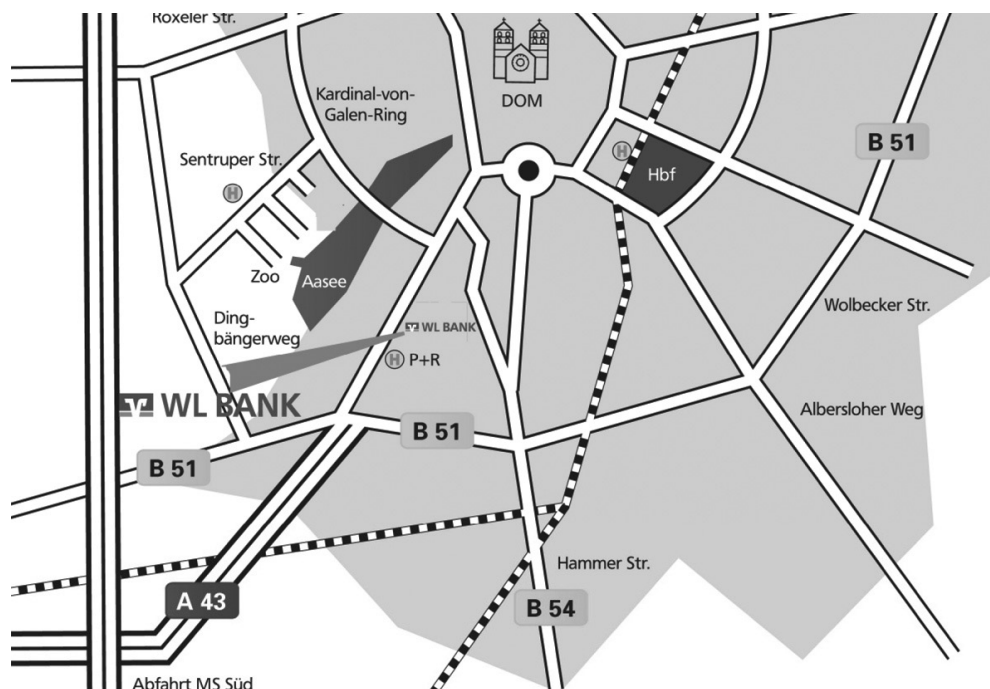 Roxeler Str.
DOM
Kardinal-von-
Galen-Ring
B 51
Sentruper Str.
H
H
Hbf
Zoo
Aasee
Wolbecker Str.
Ding-
bängerweg
WL BANK
H P+R
WL BANK
Albersloher Weg
B 51
B 51
Hammer Str.
A 43
B 54
Abfahrt MS Süd